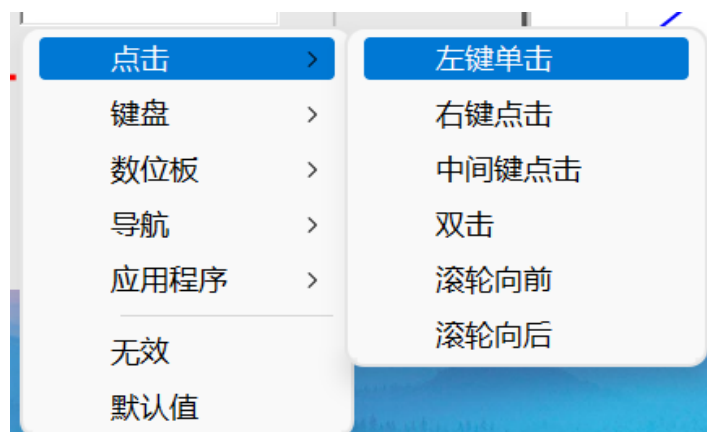 点击
键盘
数位板
导航
应用程序
无效
默认值
左键单击
右键点击
中间键点击
双击
滚轮向前
滚轮向后